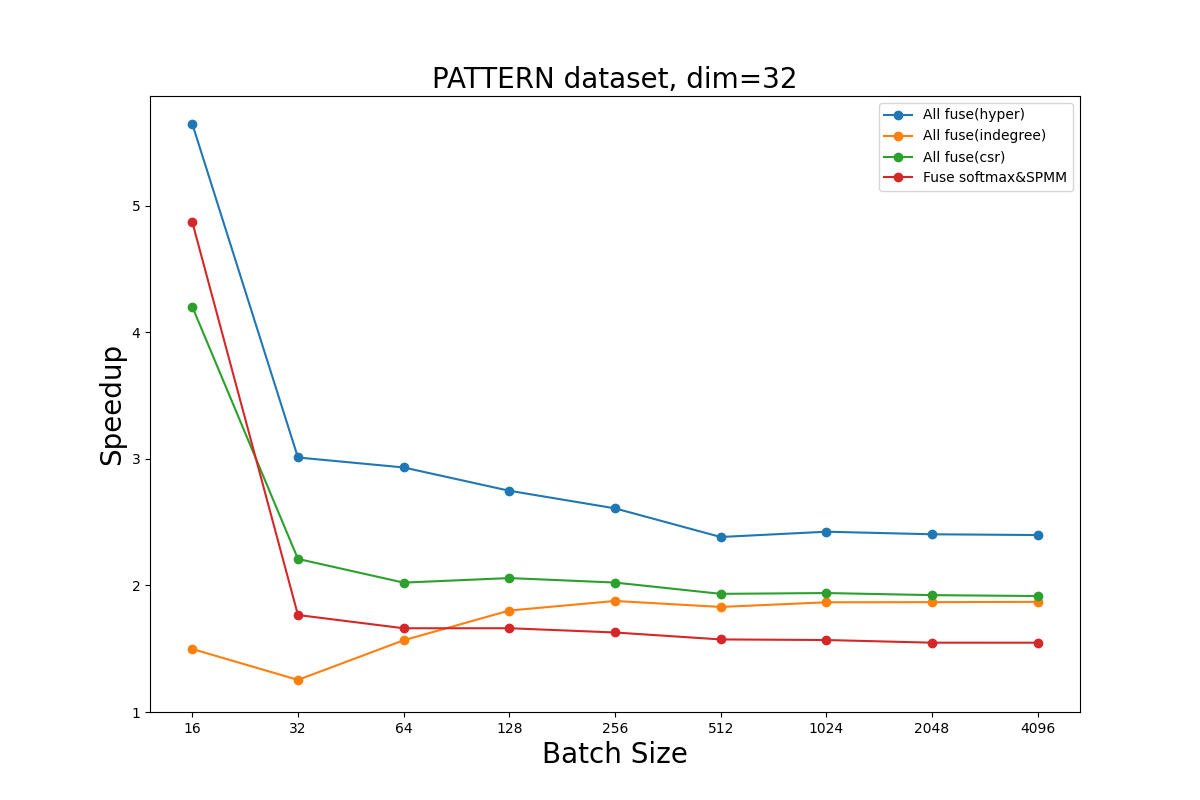 PATTERN dataset, dim=32
All fuse(hyper)
All fuse(indegree)
All fuse(csr)
Fuse softmax&SPMM
Speedup
5
4
3
2
1
16 32 64 128 256 512 1024 2048 4096
Batch Size